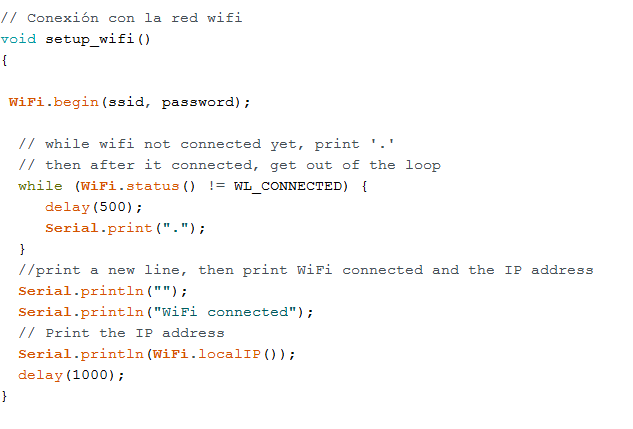 // Conexión con la red wifi
void setup_wifi()
{
WiFi.begin(ssid, password);
// while wifi not connected yet, print '.'
// then after it connected, get out of the loop
while (WiFi.status() != WL_CONNECTED) {
delay(500);
Serial.print(".");
}
//print a new line, then print WiFi connected and the IP address
Serial.println("");
Serial.println("WiFi connected");
// Print the IP address
Serial.println(WiFi.localIP());
delay(1000);
}